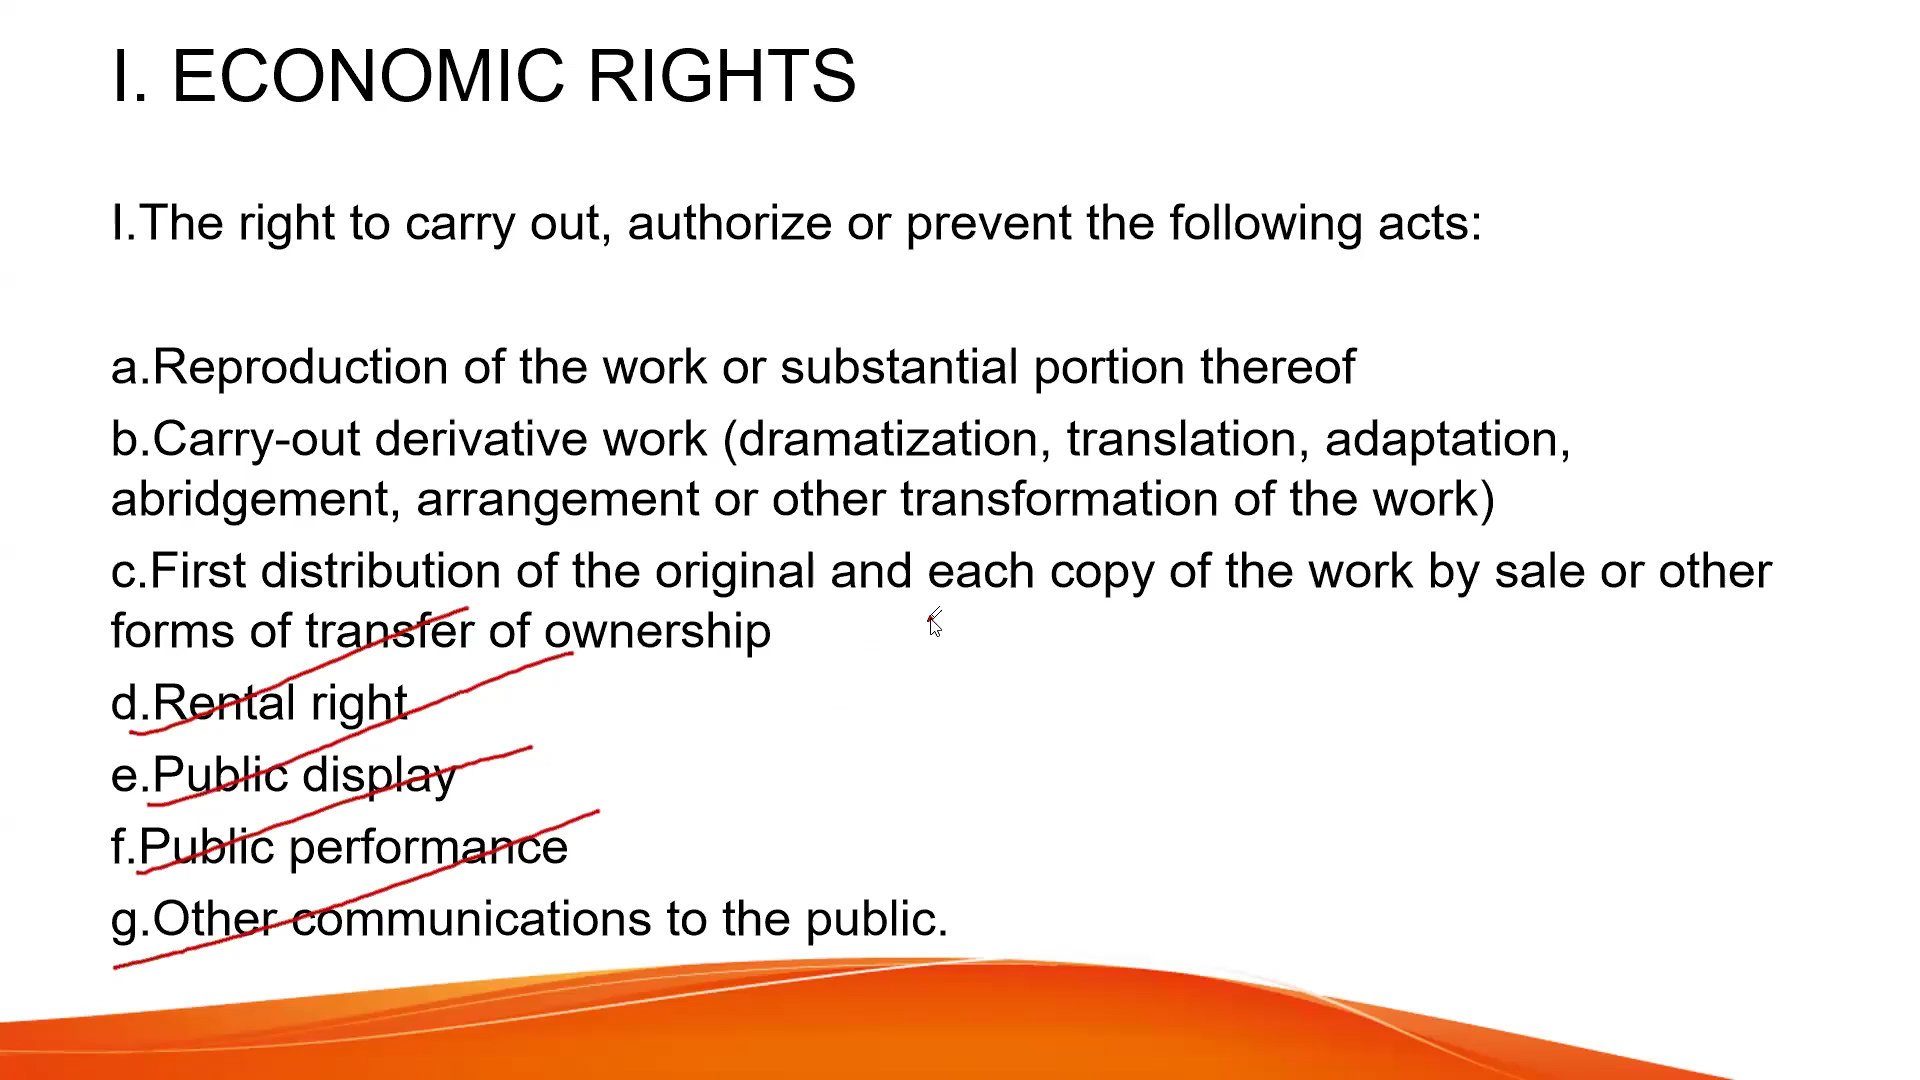 I. ECONOMIC RIGHTS
I.The right to carry out, authorize or prevent the following acts:
a.Reproduction of the work or substantial portion thereof
b.Carry-out derivative work (dramatization, translation, adaptation,
abridgement, arrangement or other transformation of the work)
c.First distribution of the original and each copy of the work by sale or other
forms of transfer of ownership
d.Rental right
e.Public display
f.Public performance
g.Other communications to the public.